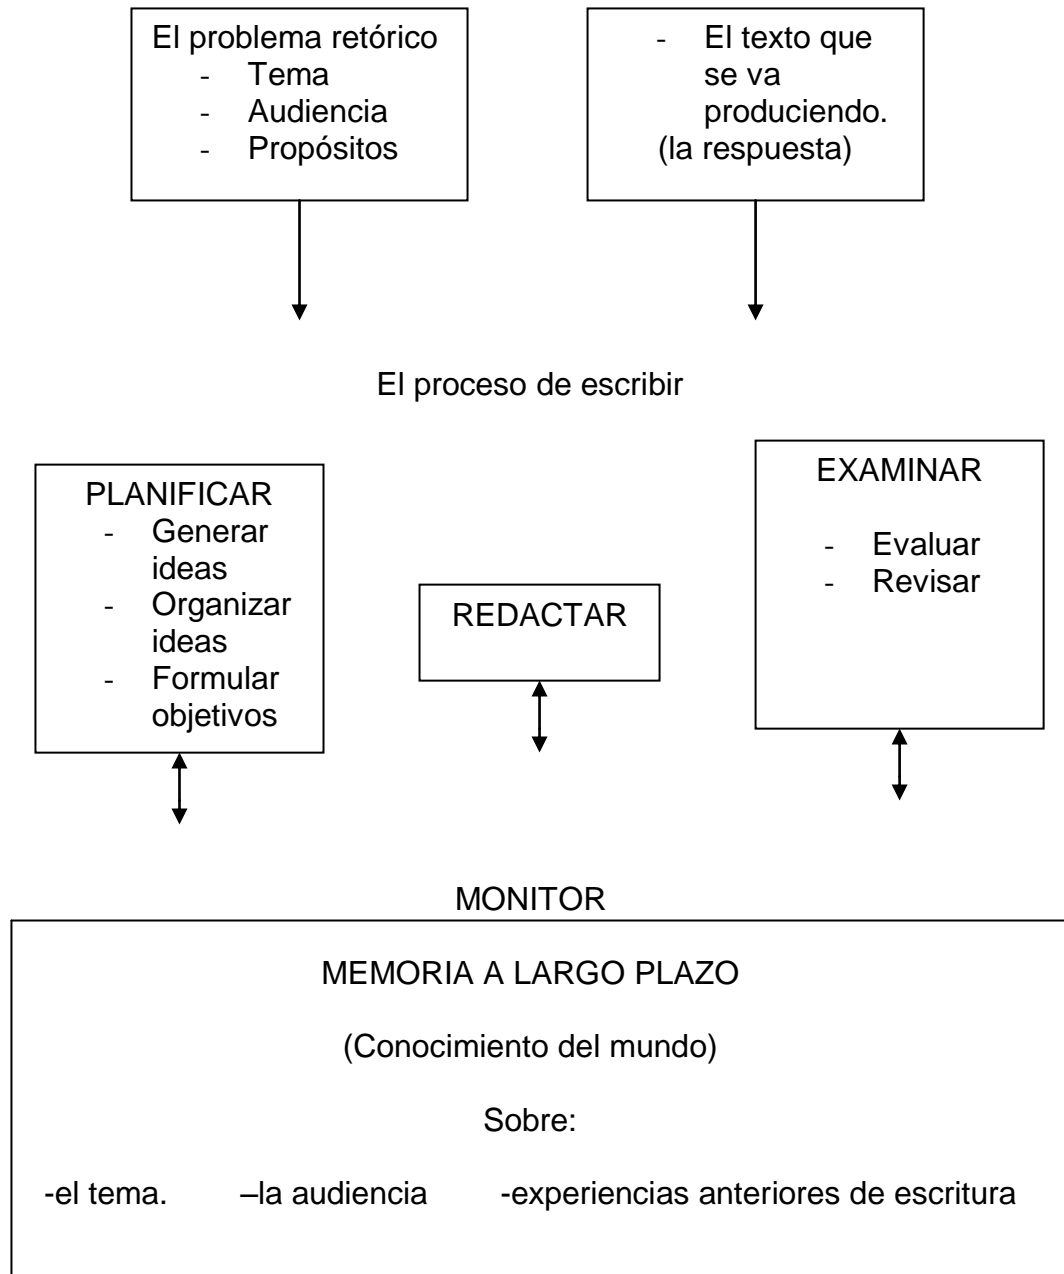 El problema retórico
- Tema
- Audiencia
- Propósitos
- El texto que
se va
produciendo.
(la respuesta)
El proceso de escribir
PLANIFICAR
- Generar
ideas
- Organizar
ideas
- Formular
objetivos
REDACTAR
EXAMINAR
- Evaluar
- Revisar
MONITOR
MEMORIA A LARGO PLAZO
(Conocimiento del mundo)
Sobre:
-el tema. –la audiencia -experiencias anteriores de escritura